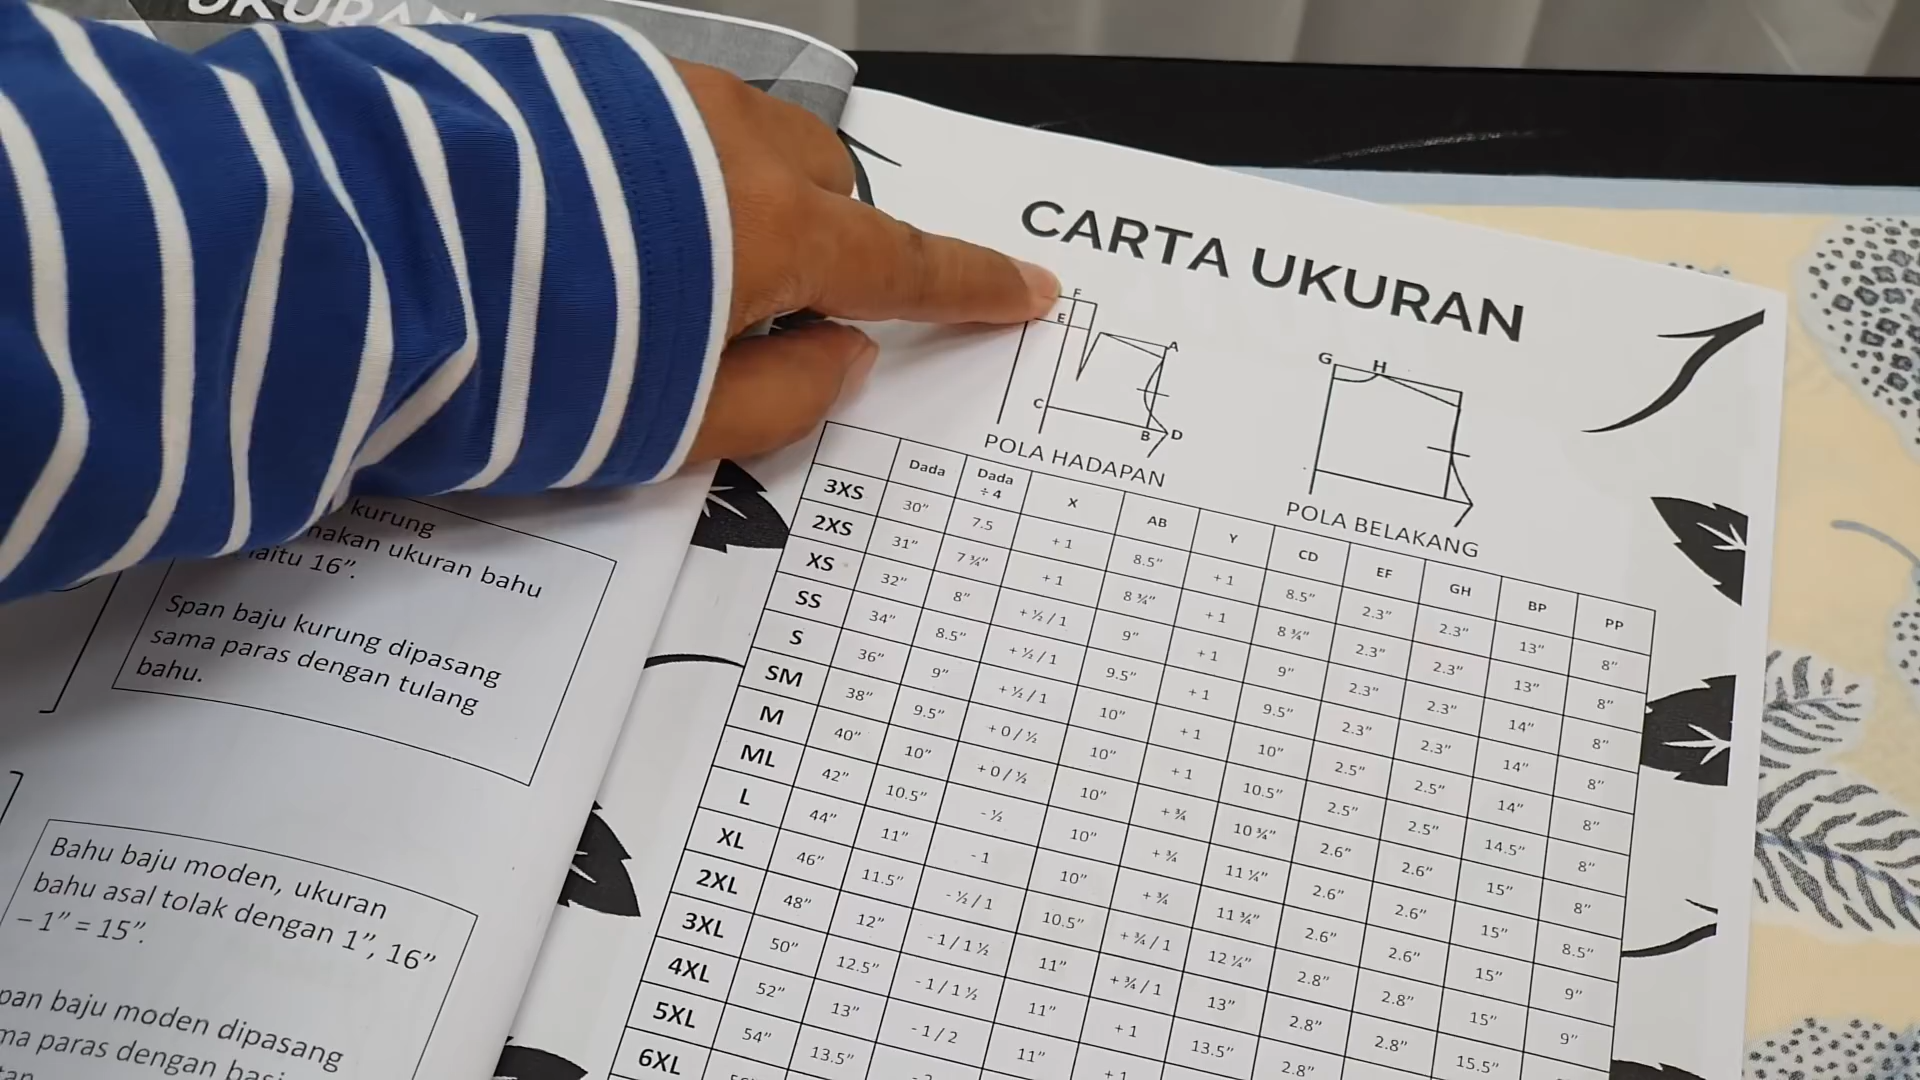 kurung
nakan ukuran bahu
iaitu 16”.
Span baju kurung dipasang
sama paras dengan tulang
bahu.
Bahu baju moden, ukuran
bahu asal tolak dengan 1”, 16”
– 1” = 15”.
pan baju moden dipasang
ma paras dengan
CARTA UKURAN
F
E
A
C
B D
POLA HADAPAN
G H
POLA BELAKANG
Dada Dada ÷ 4 X AB Y CD EF GH BP PP
3XS 30” 7.5 + 1 8.5” + 1 8.5” 2.3” 2.3” 13” 8”
2XS 31” 7 ¾” + 1 8 ¾” + 1 8 ¾” 2.3” 2.3” 13” 8”
XS 32” 8” + ½ / 1 9” + 1 9” 2.3” 2.3” 14” 8”
SS 34” 8.5” + ½ / 1 9.5” + 1 9.5” 2.3” 2.3” 14” 8”
S 36” 9” + ½ / 1 10” + 1 10” 2.5” 2.5” 14” 8”
SM 38” 9.5” + 0 / ½ 10” + 1 10.5” 2.5” 2.5” 14.5” 8”
M 40” 10” + 0 / ½ 10” + ¾ 10 ¾” 2.6” 2.6” 15” 8”
ML 42” 10.5” - ½ 10” + ¾ 11 ¼” 2.6” 2.6” 15” 8.5”
L 44” 11” - 1 10” + ¾ 11 ¾” 2.6” 2.6” 15” 9”
XL 46” 11.5” - ½ / 1 10.5” + ¾ / 1 12 ¼” 2.8” 2.8” 15” 9”
2XL 48” 12” - 1 / 1 ½ 11” + ¾ / 1 13” 2.8” 2.8” 15.5”
3XL 50” 12.5” - 1 / 1 ½ 11” + 1 13.5” 2.8”
4XL 52” 13” - 1 / 2 11” + 1
5XL 54” 13.5”
6XL